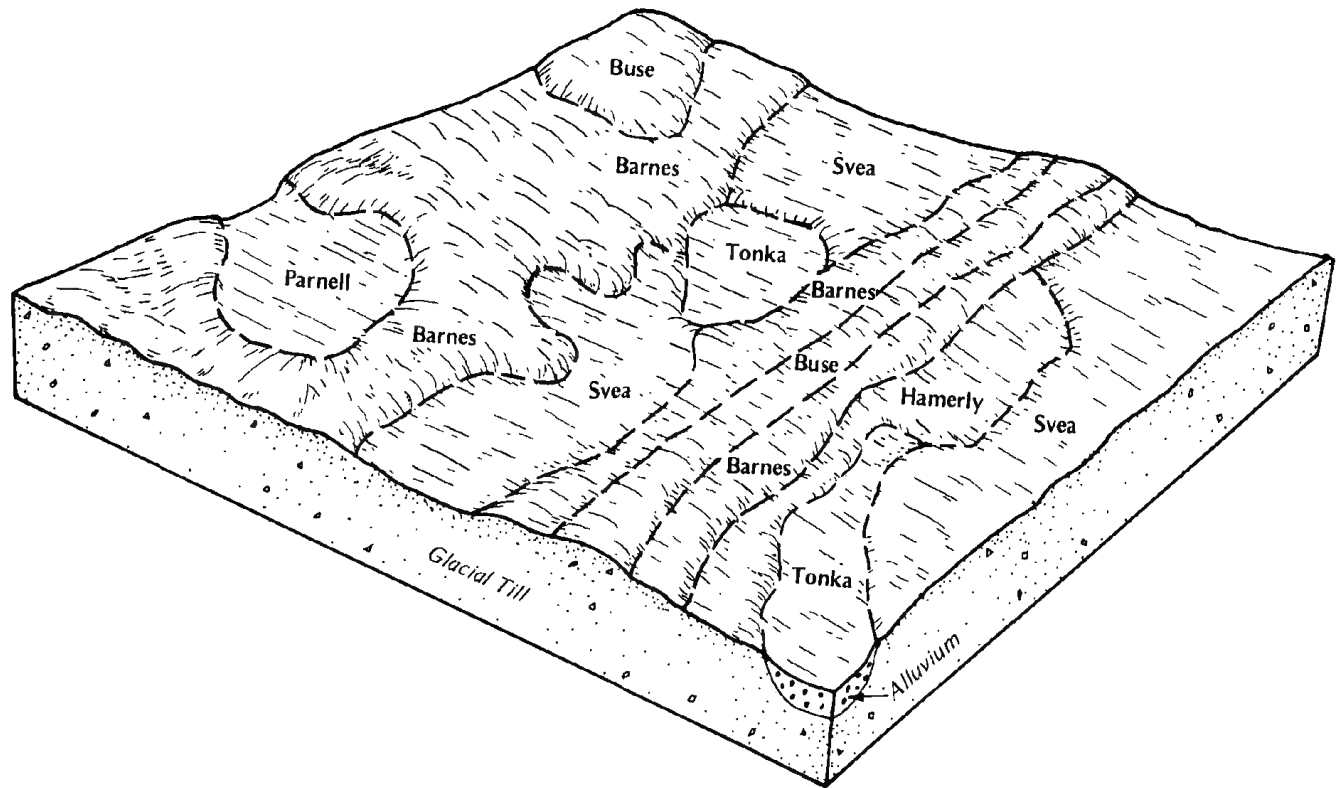 Buse
Barnes
Svea
Tonka
Parnell
Barnes
Barnes
Svea
Buse
Hamerly
Svea
Barnes
Tonka
Glacial Till
Alluvium